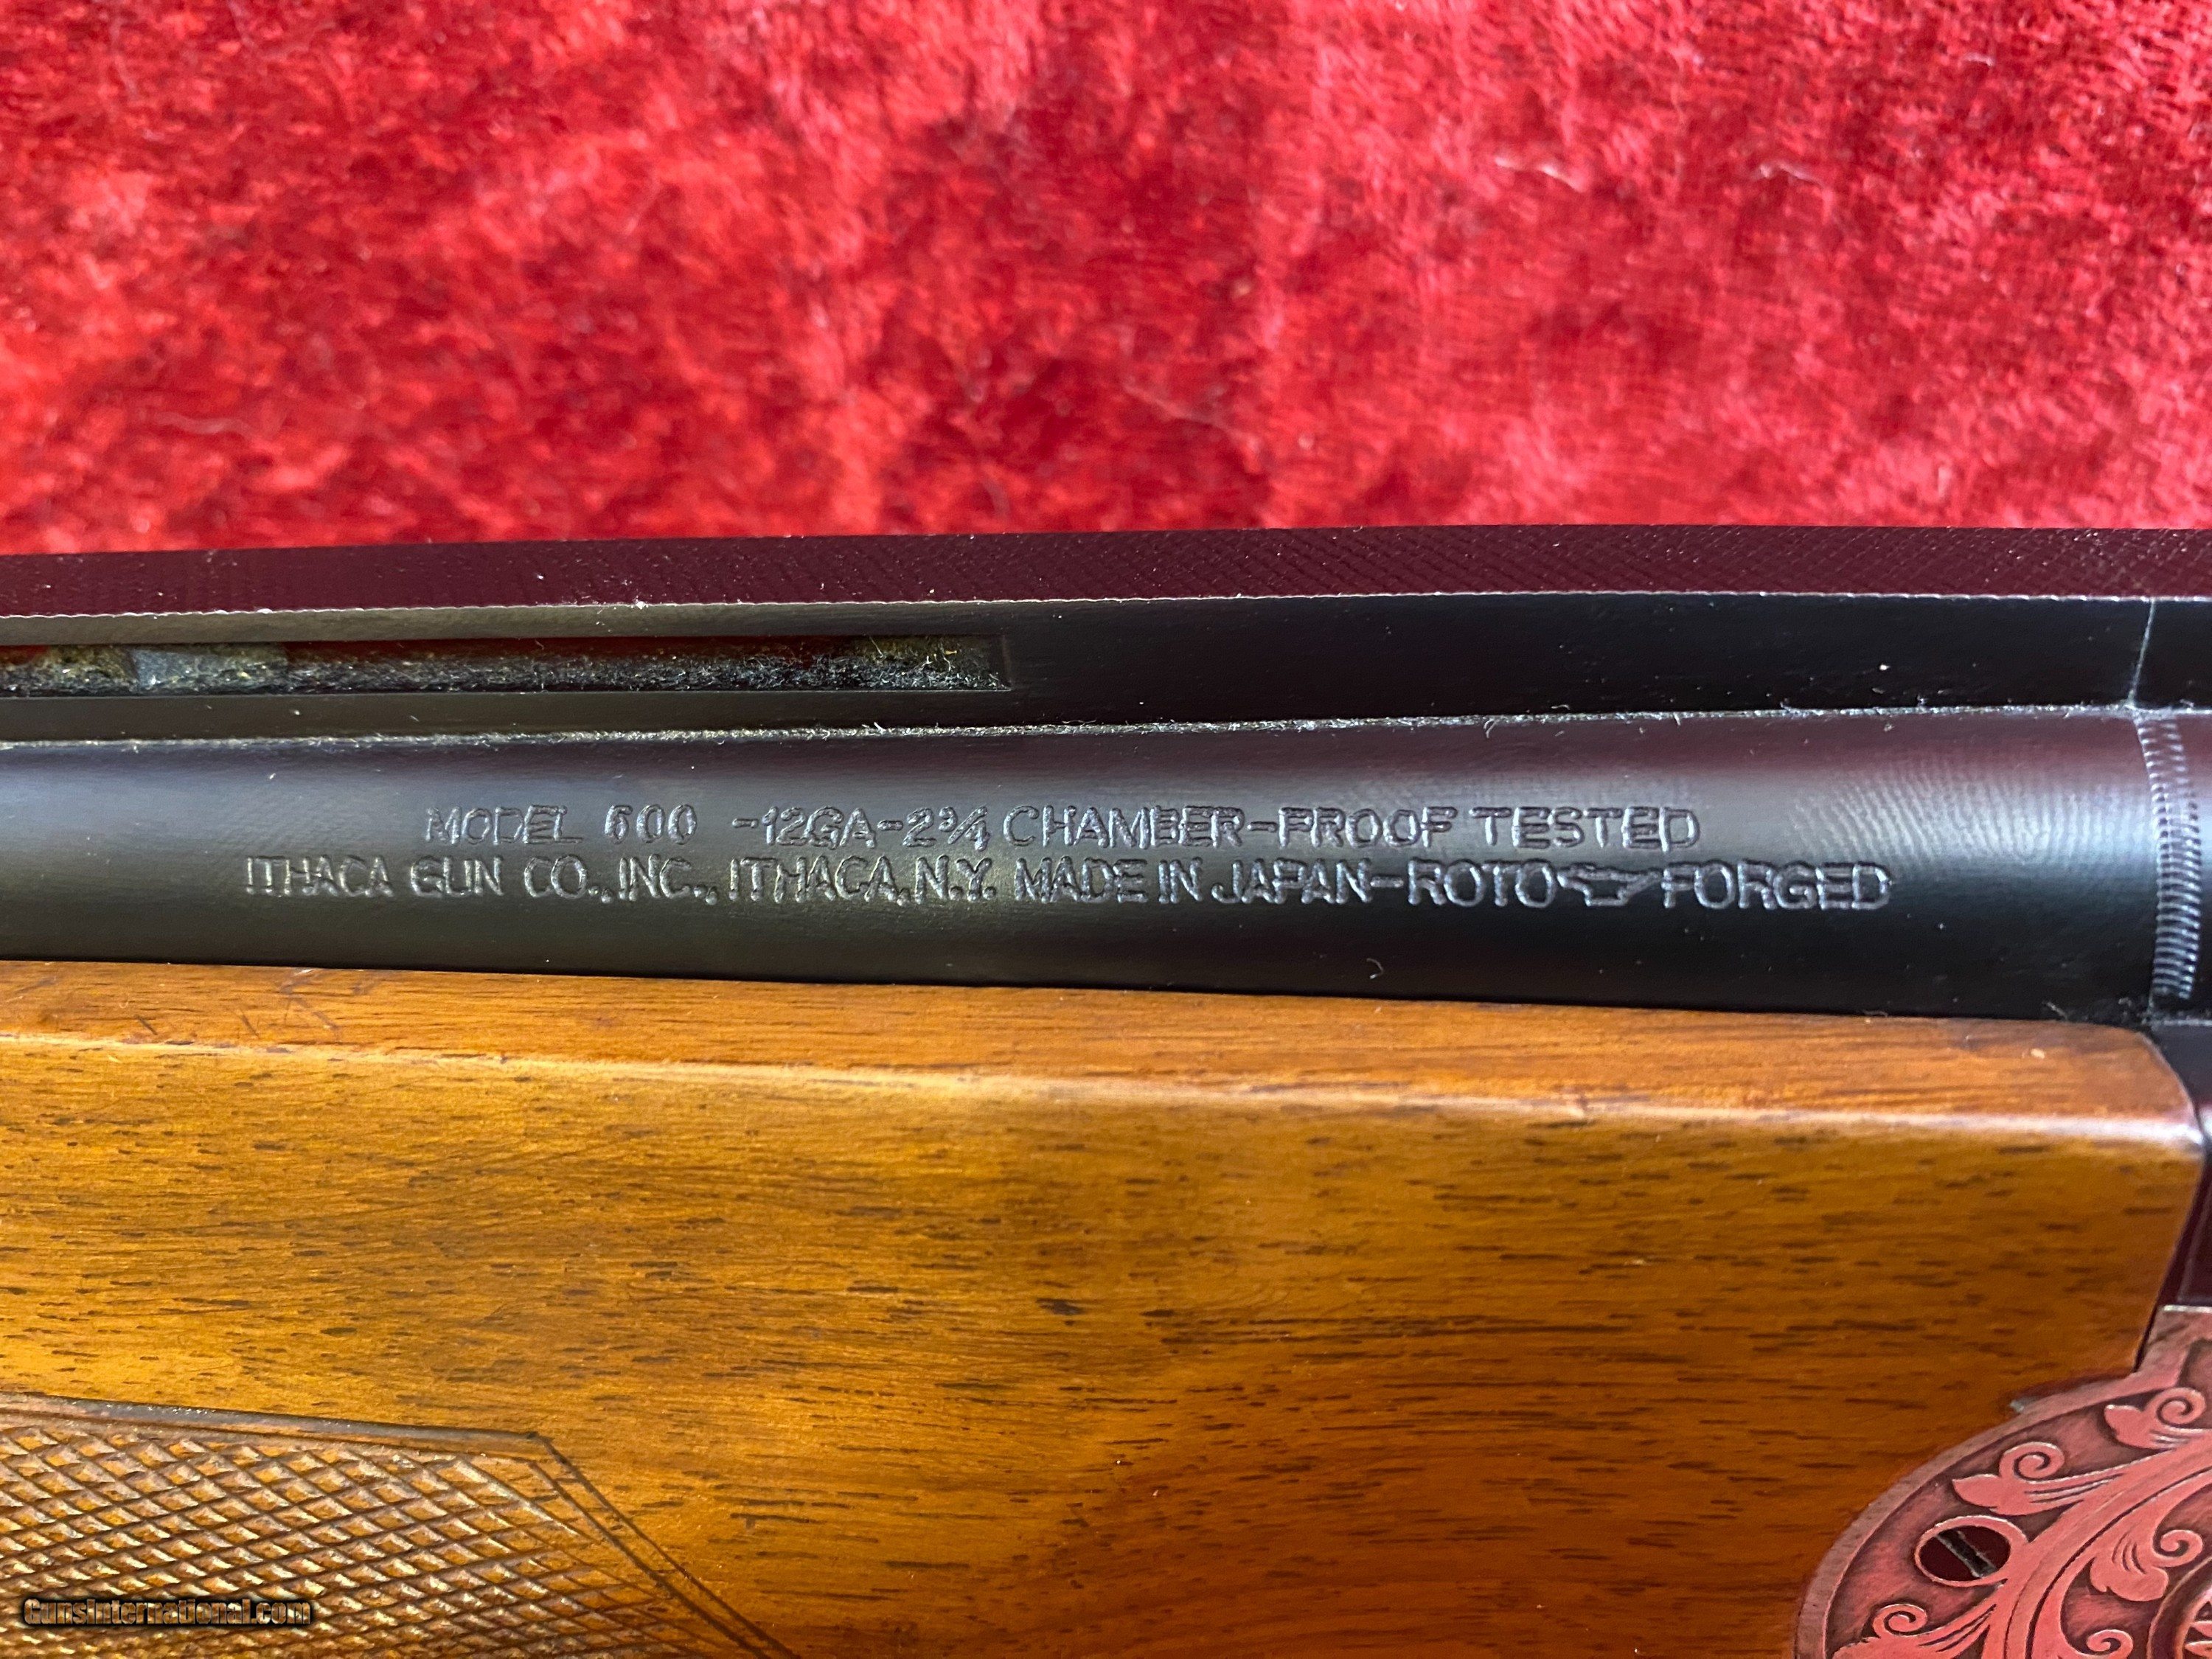 MODEL 600 -12GA-2¾ CHAMBER-PROOF TESTED
ITHACA GUN CO., INC., ITHACA, N.Y. MADE IN JAPAN-ROTO FORGED
GunsInternational.com